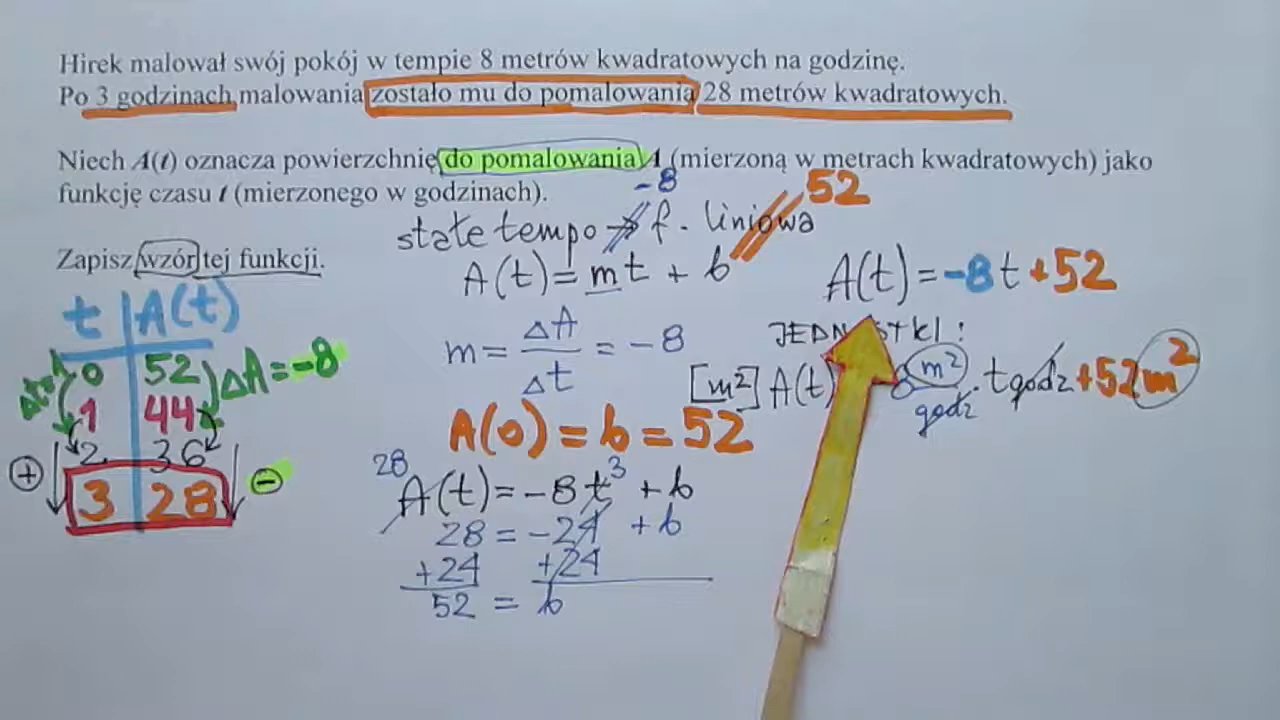 Hirek malował swój pokój w tempie 8 metrów kwadratowych na godzinę.
Po 3 godzinach malowania zostało mu do pomalowania 28 metrów kwadratowych.
Niech A(t) oznacza powierzchnię do pomalowania A (mierzoną w metrach kwadratowych) jako
funkcję czasu t (mierzonego w godzinach).
Zapisz wzór tej funkcji.
t A(t)
0 52
1 44
2 36
3 28
Δt=1
ΔA=-8
+
-
-8
52
stałe tempo → f. liniowa
A(t) = mt + b
m = ΔA/Δt = -8
A(0) = b = 52
28 3
A(t) = -8t + b
28 = -24 + b
+24 +24
52 = b
A(t) = -8t +52
[m²] A(t) 8 m²/godz · t godz +52 m²